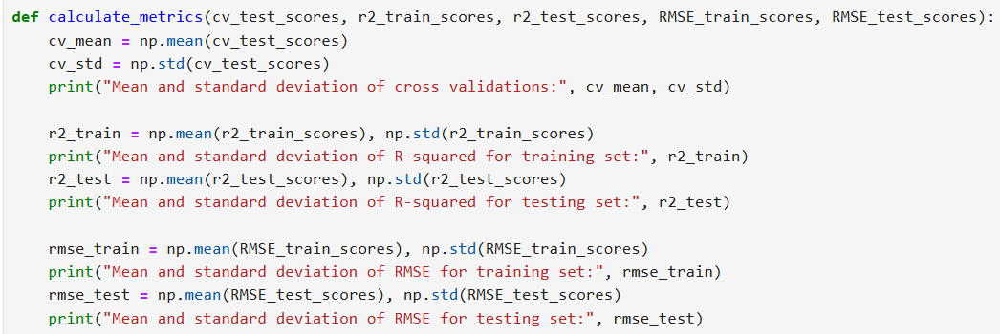 def calculate_metrics(cv_test_scores, r2_train_scores, r2_test_scores, RMSE_train_scores, RMSE_test_scores):
    cv_mean = np.mean(cv_test_scores)
    cv_std = np.std(cv_test_scores)
    print("Mean and standard deviation of cross validations:", cv_mean, cv_std)

    r2_train = np.mean(r2_train_scores), np.std(r2_train_scores)
    print("Mean and standard deviation of R-squared for training set:", r2_train)
    r2_test = np.mean(r2_test_scores), np.std(r2_test_scores)
    print("Mean and standard deviation of R-squared for testing set:", r2_test)

    rmse_train = np.mean(RMSE_train_scores), np.std(RMSE_train_scores)
    print("Mean and standard deviation of RMSE for training set:", rmse_train)
    rmse_test = np.mean(RMSE_test_scores), np.std(RMSE_test_scores)
    print("Mean and standard deviation of RMSE for testing set:", rmse_test)